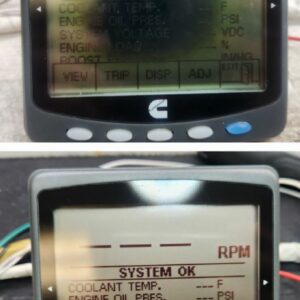 COOLANT TEMP. --- F
ENGINE OIL PRES. --- PSI
SYSTEM VOLTAGE --- VDC
ENGINE LOAD --- %
BOOST
VIEW TRIP DISP. ADJ
---- RPM
SYSTEM OK
COOLANT TEMP. --- F
ENGINE OIL PRES. --- PSI